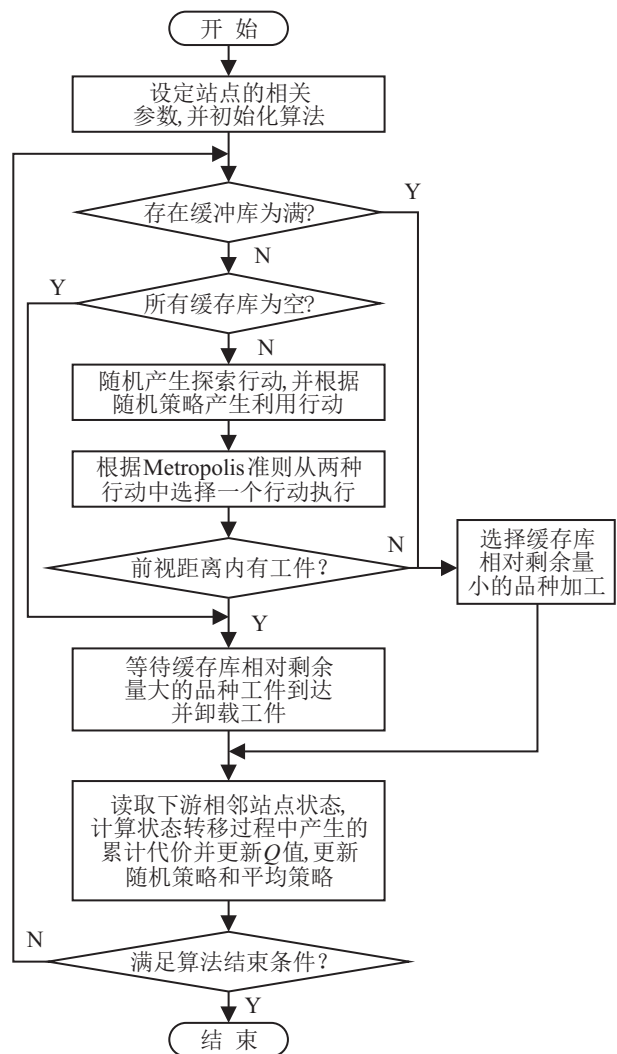 开 始
设定站点的相关
参数,并初始化算法
存在缓冲库为满?
Y
N
Y
所有缓存库为空?
N
随机产生探索行动,并根据
随机策略产生利用行动
根据Metropolis准则从两种
行动中选择一个行动执行
前视距离内有工件?
N
选择缓存库
相对剩余量
小的品种加工
Y
等待缓存库相对剩余
量大的品种工件到达
并卸载工件
读取下游相邻站点状态,
计算状态转移过程中产生的
累计代价并更新Q值,更新
随机策略和平均策略
N
满足算法结束条件?
Y
结 束